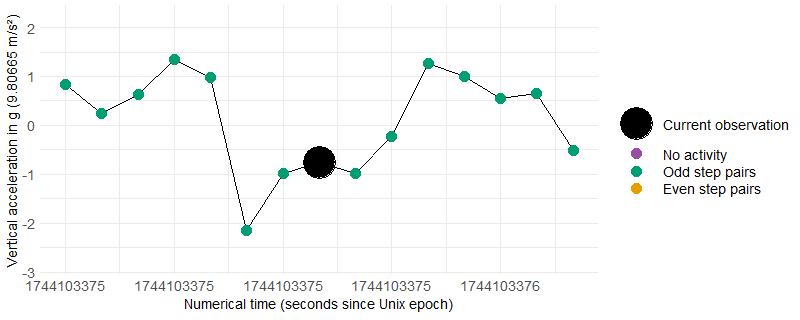 Vertical acceleration in g (9.80665 m/s²)
2
1
0
-1
-2
-3
1744103375 1744103375 1744103375 1744103375 1744103376
Numerical time (seconds since Unix epoch)
Current observation
No activity
Odd step pairs
Even step pairs